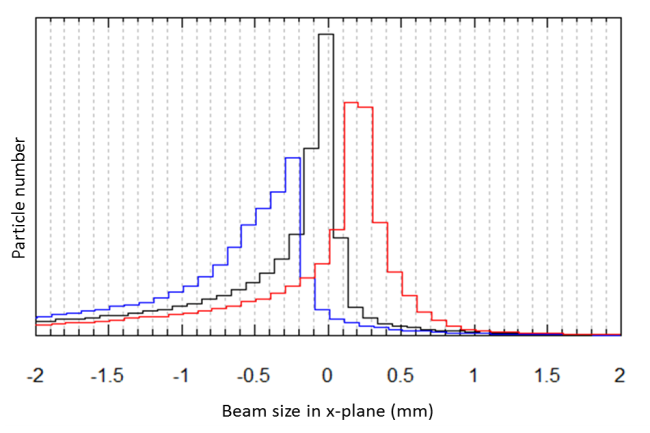 Particle number
-2 -1.5 -1 -0.5 0 0.5 1 1.5 2
Beam size in x-plane (mm)